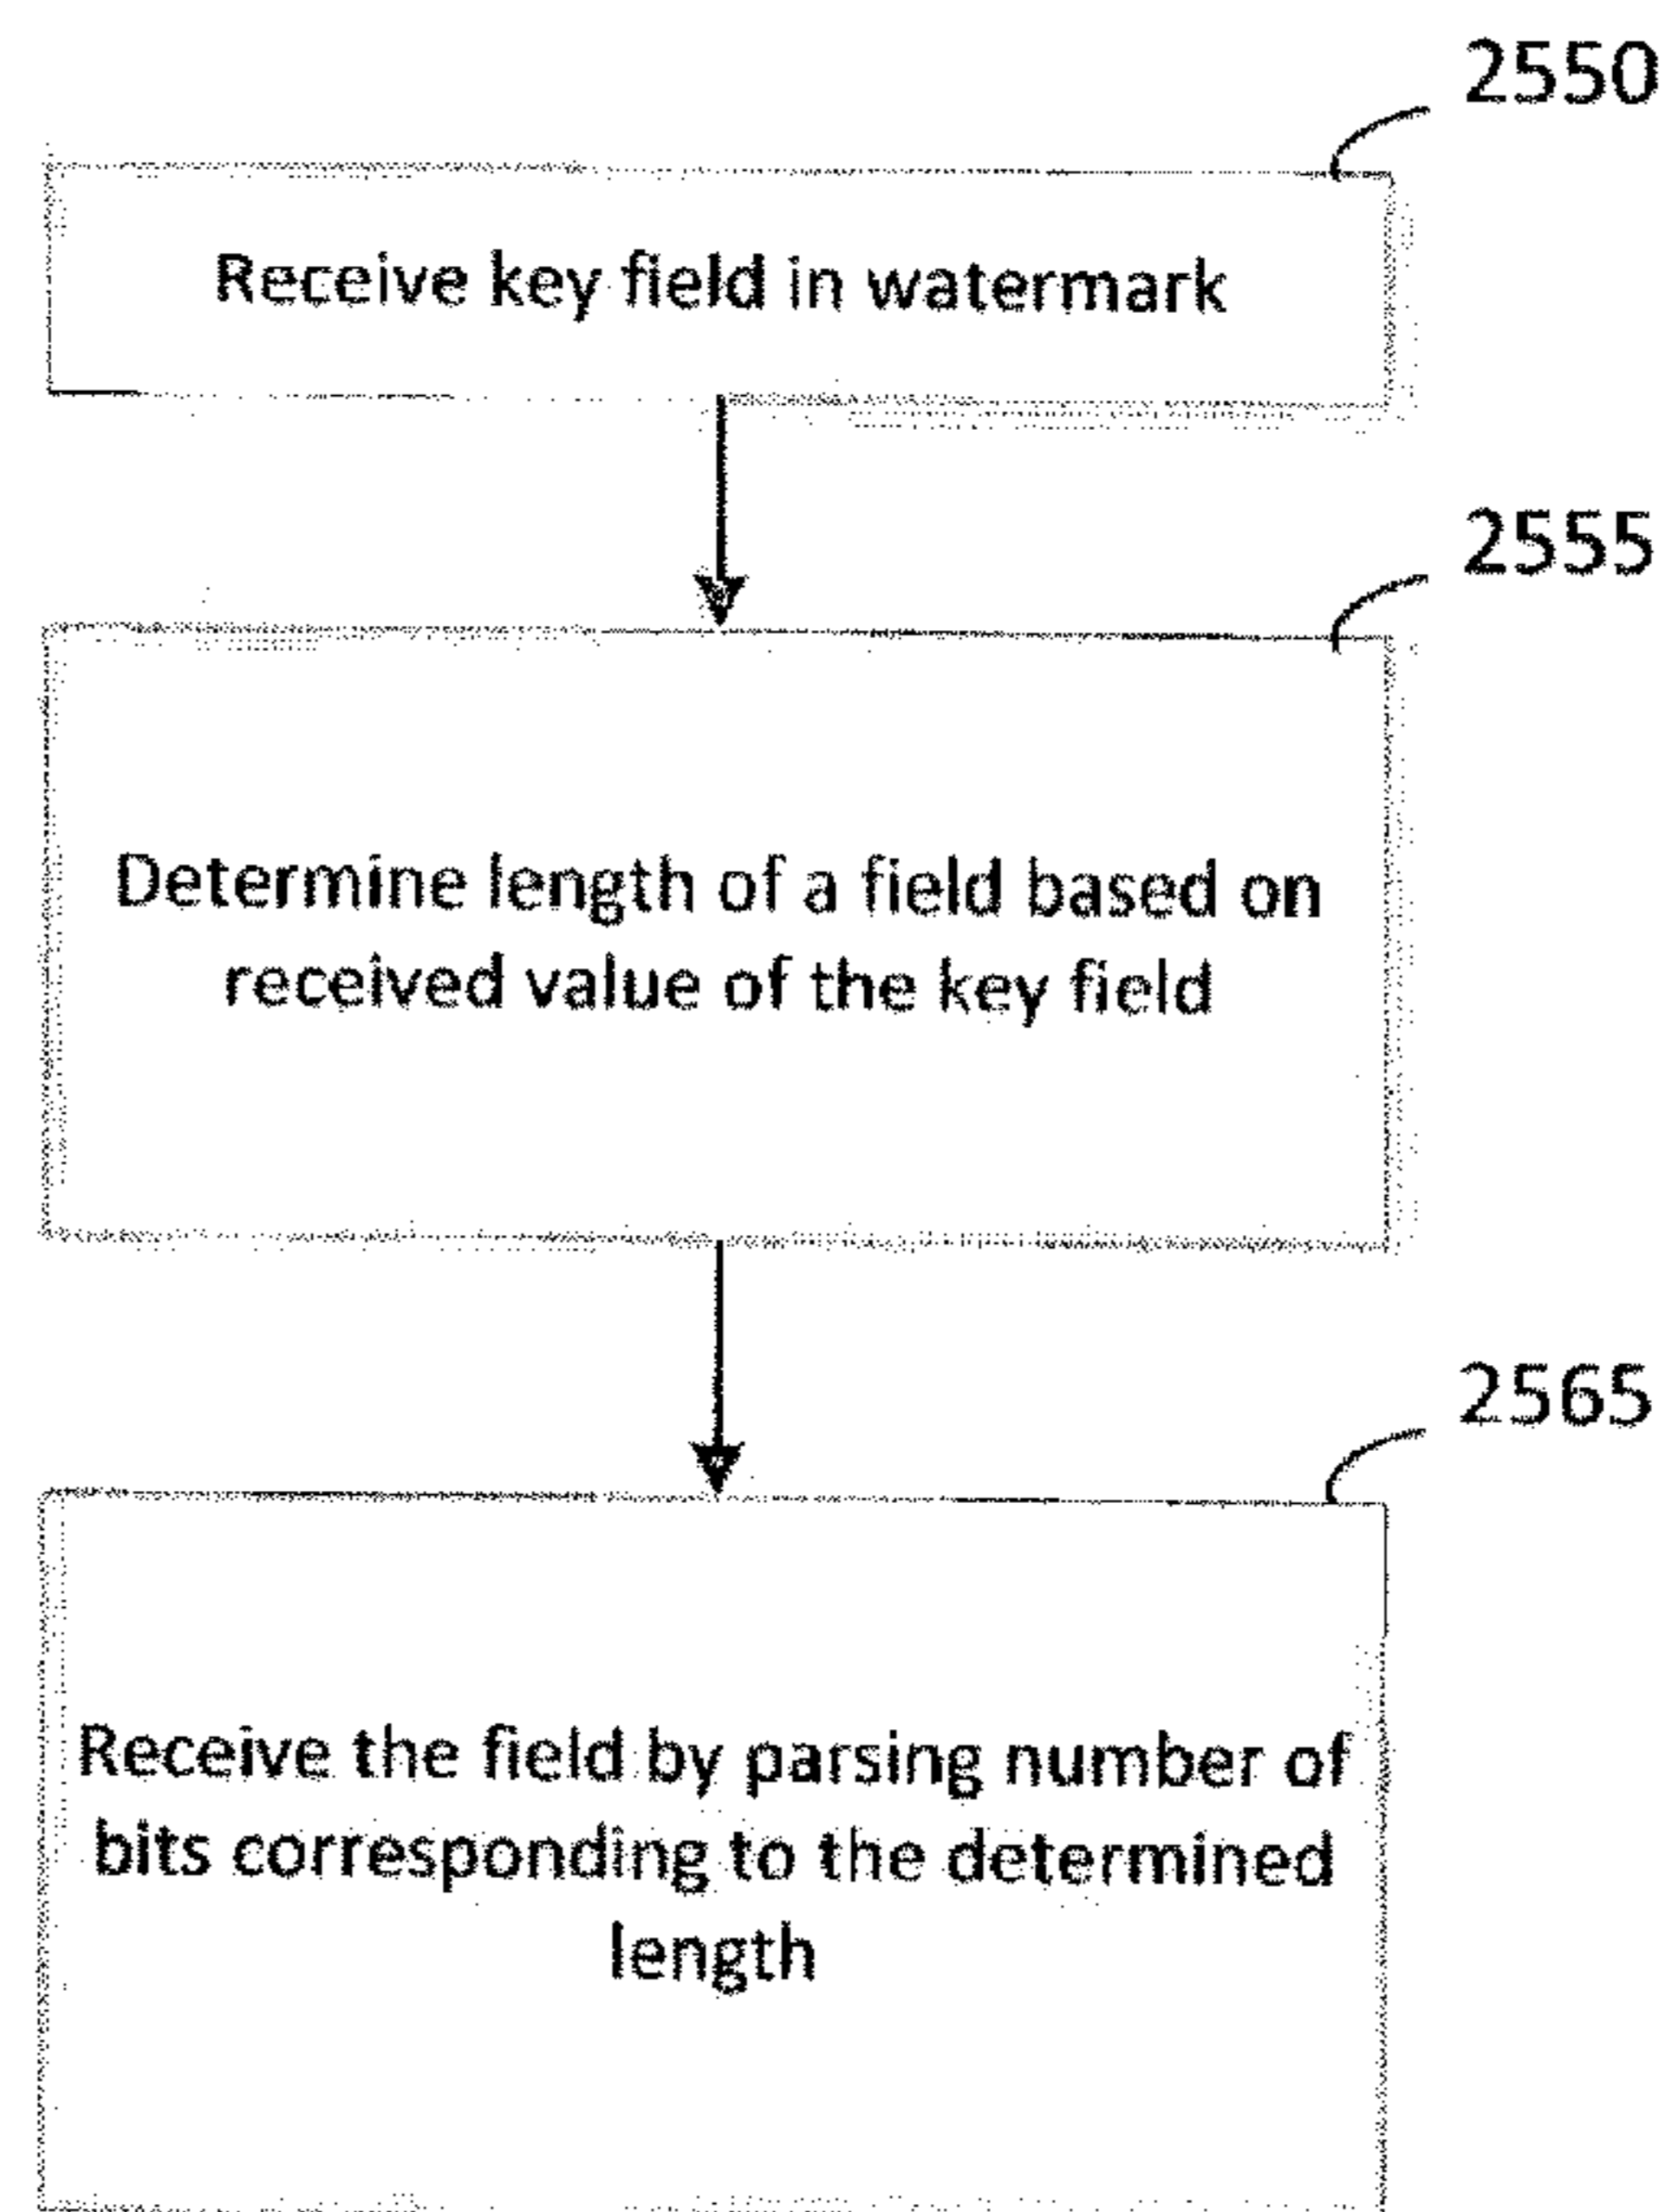 2550
Receive key field in watermark
2555
Determine length of a field based on
received value of the key field
2565
Receive the field by parsing number of
bits corresponding to the determined
length